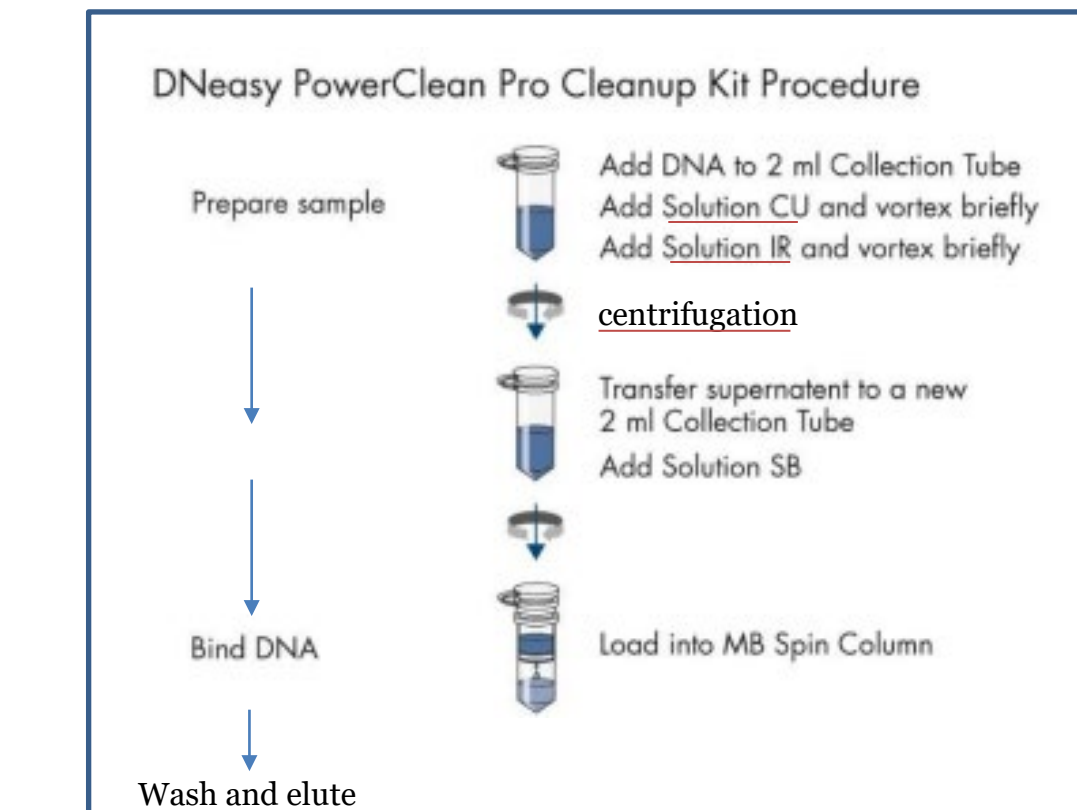 DNeasy PowerClean Pro Cleanup Kit Procedure
Prepare sample
Add DNA to 2 ml Collection Tube
Add Solution CU and vortex briefly
Add Solution IR and vortex briefly
centrifugation
Transfer supernatent to a new
2 ml Collection Tube
Add Solution SB
Bind DNA
Load into MB Spin Column
Wash and elute